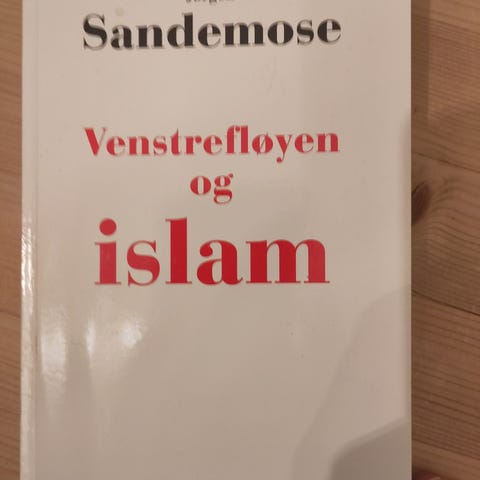 Sandemose
Venstrefløyen
og
islam